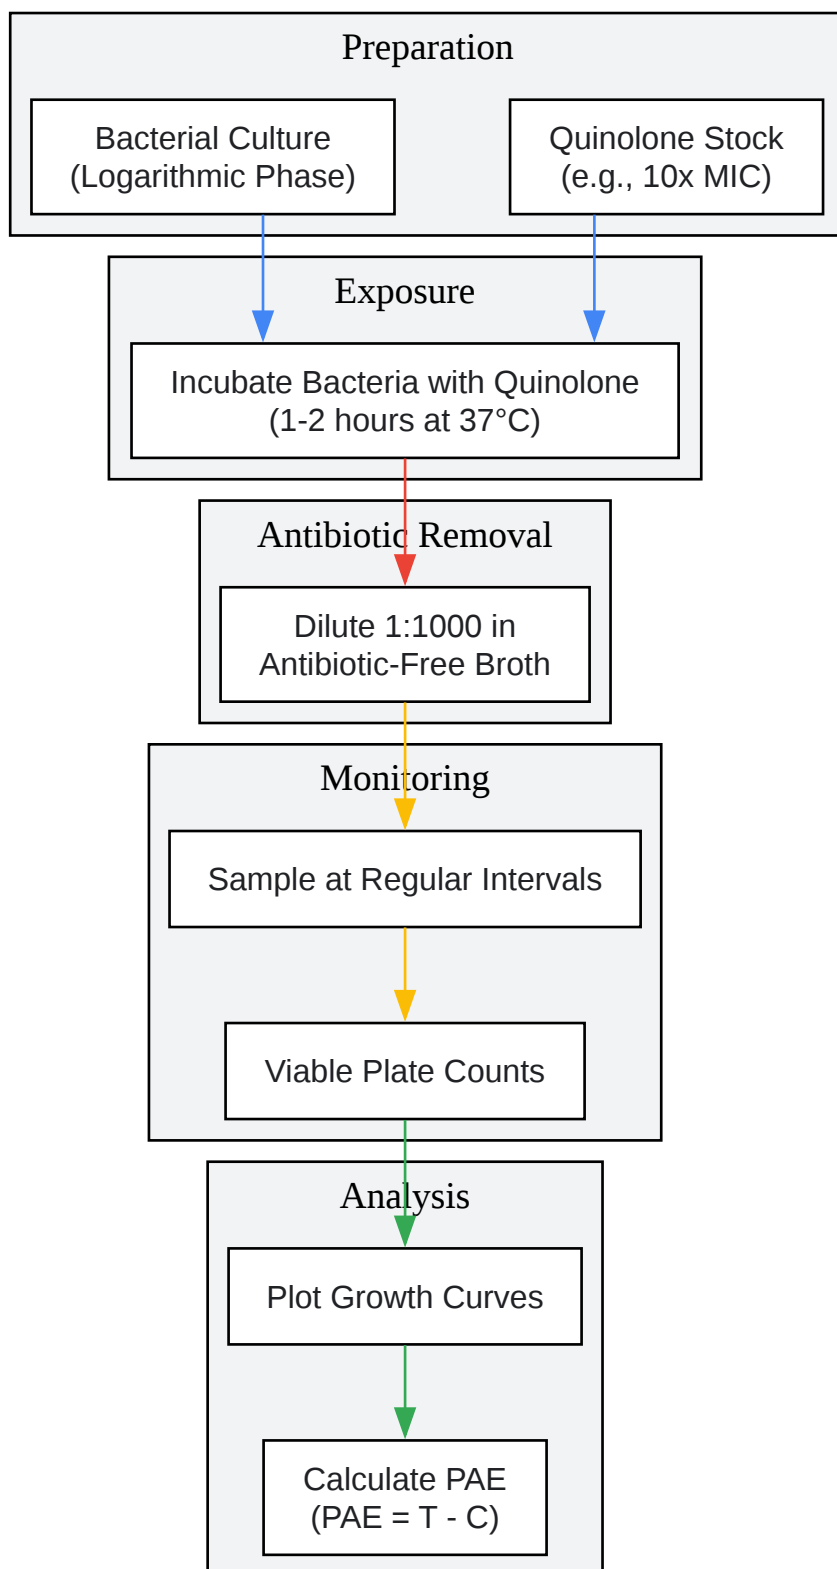 Preparation
Bacterial Culture
(Logarithmic Phase)
Quinolone Stock
(e.g., 10x MIC)
Exposure
Incubate Bacteria with Quinolone
(1-2 hours at 37°C)
Antibiotic Removal
Dilute 1:1000 in
Antibiotic-Free Broth
Monitoring
Sample at Regular Intervals
Viable Plate Counts
Analysis
Plot Growth Curves
Calculate PAE
(PAE = T - C)